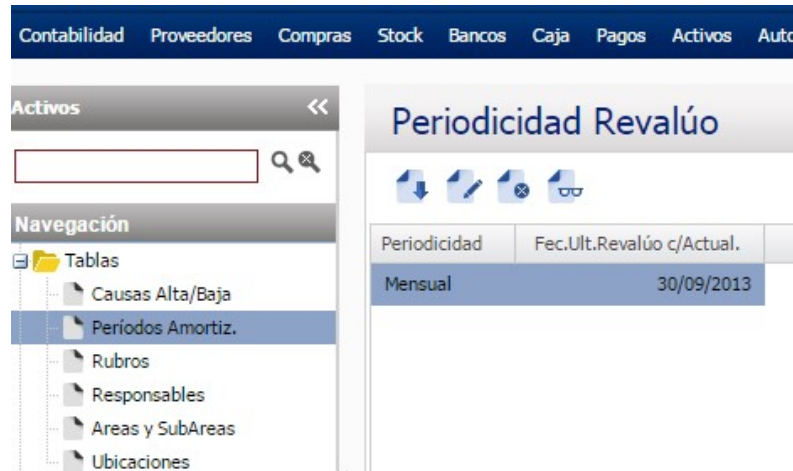 Contabilidad Proveedores Compras Stock Bancos Caja Pagos Activos Auto
Activos
Navegación
Tablas
Causas Alta/Baja
Períodos Amortiz.
Rubros
Responsables
Areas y SubAreas
Ubicaciones
Periodicidad Revalúo
Periodicidad Fec.Ult.Revalúo c/Actual.
Mensual 30/09/2013